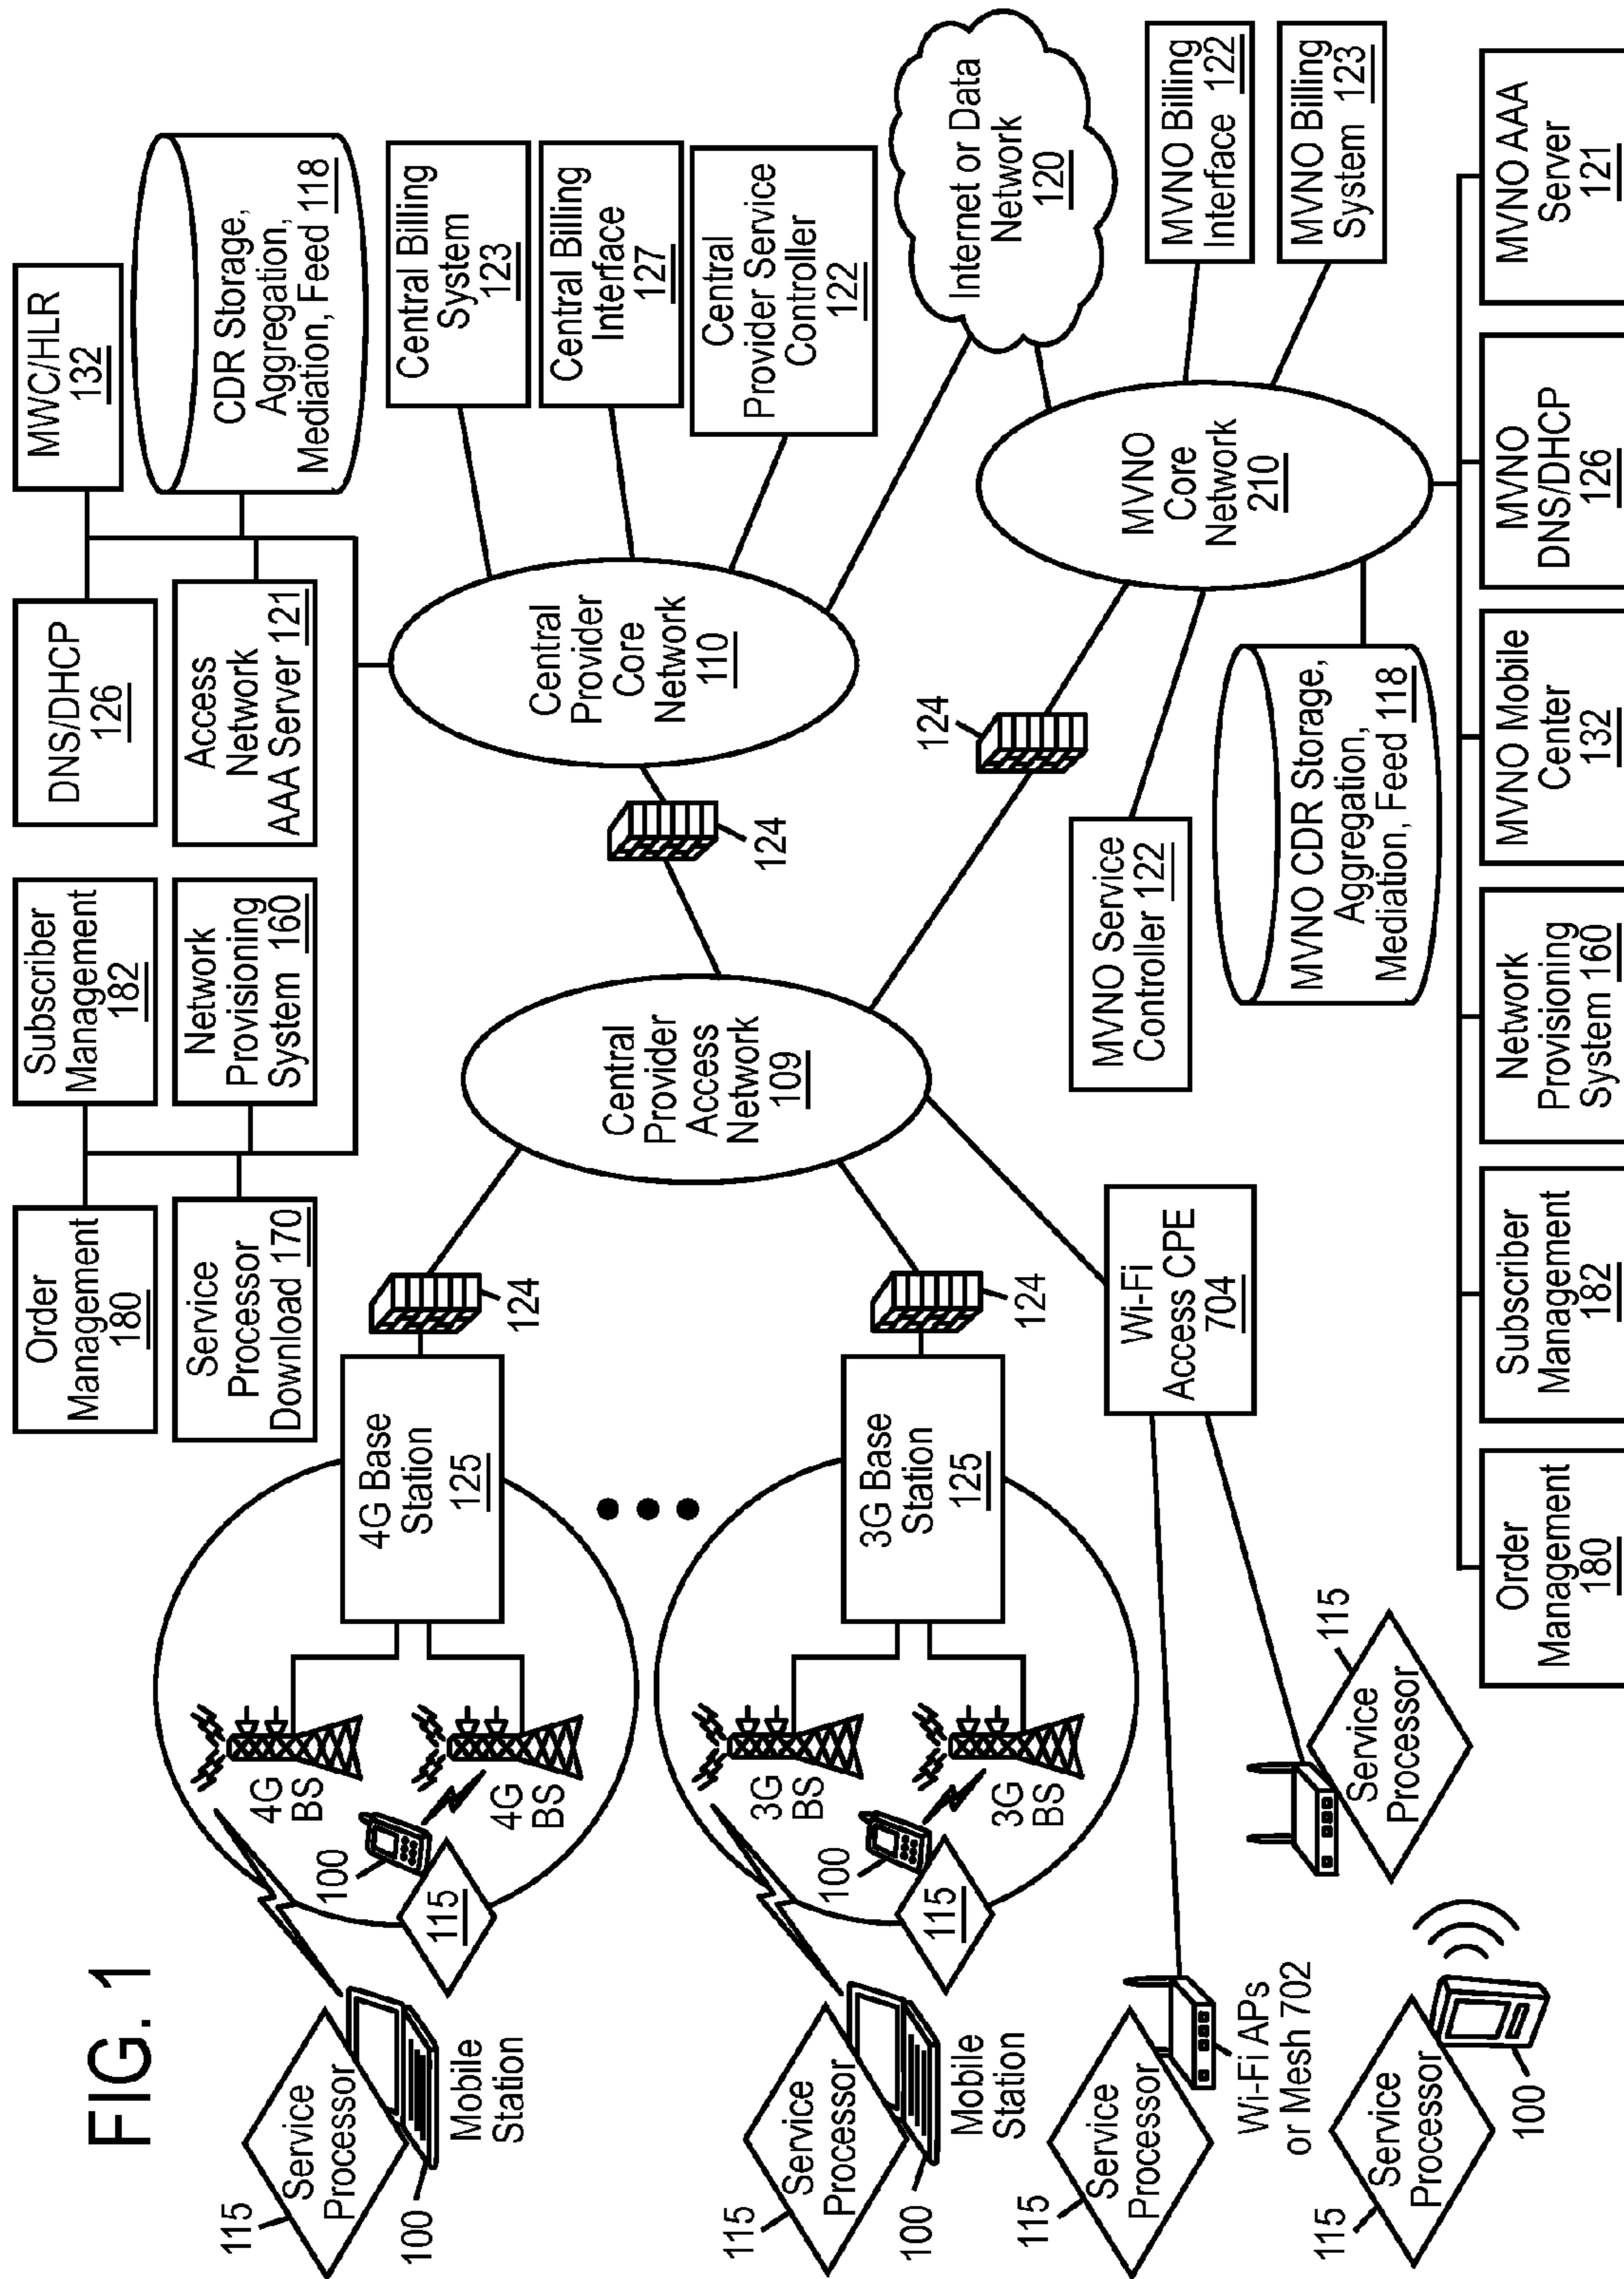 FIG. 1
Order
Management
180
Subscriber
Management
182
DNS/DHCP
126
MWC/HLR
132
Service
Processor
Download 170
Network
Provisioning
System 160
Access
Network
AAA Server 121
CDR Storage,
Aggregation,
Mediation, Feed 118
115
Service
Processor
100
Mobile
Station
115
100
4G
BS
4G
BS
4G Base
Station
125
124
Central
Provider
Access
Network
109
124
Central
Provider
Core
Network
110
Central Billing
System
123
Central Billing
Interface
127
Central
Provider Service
Controller
122
115
Service
Processor
100
Mobile
Station
115
100
3G
BS
3G
BS
3G Base
Station
125
124
124
Internet or Data
Network
120
115
Service
Processor
Wi-Fi APs
or Mesh 702
Wi-Fi
Access CPE
704
MVNO Service
Controller 122
MVNO
Core
Network
210
MVNO Billing
Interface 122
MVNO Billing
System 123
115
Service
Processor
100
Service
Processor
115
MVNO CDR Storage,
Aggregation,
Mediation, Feed 118
Order
Management
180
Subscriber
Management
182
Network
Provisioning
System 160
MVNO Mobile
Center
132
MVNO
DNS/DHCP
126
MVNO AAA
Server
121